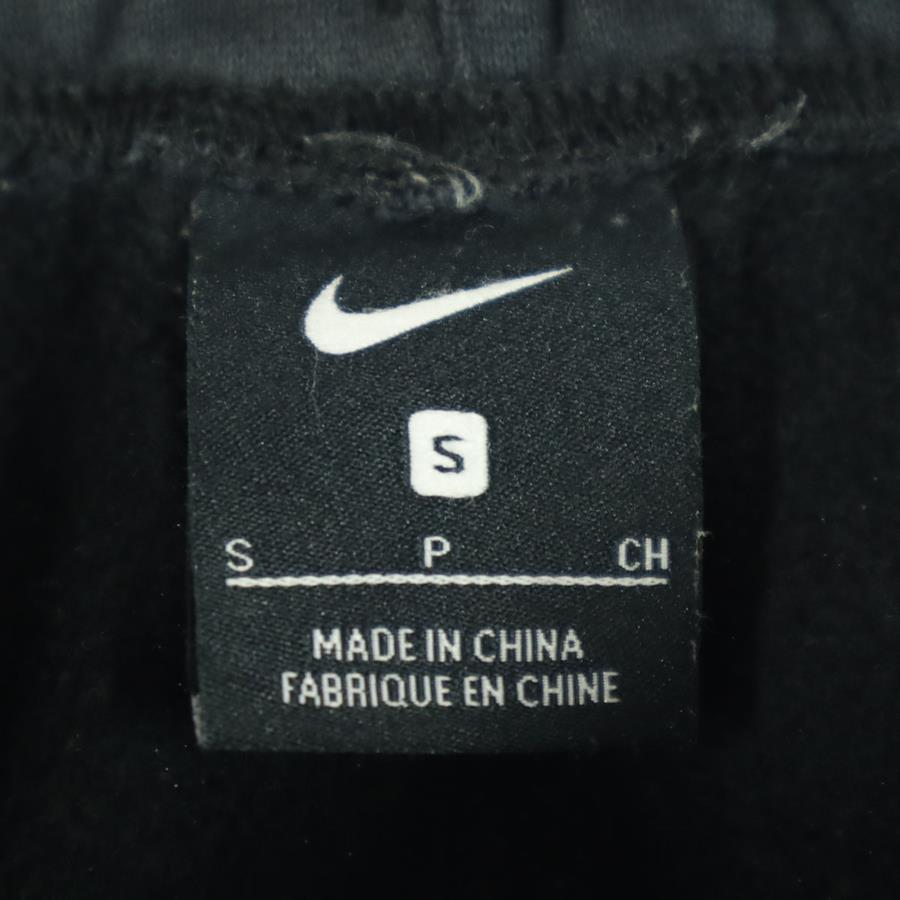 S
S P CH
MADE IN CHINA
FABRIQUE EN CHINE